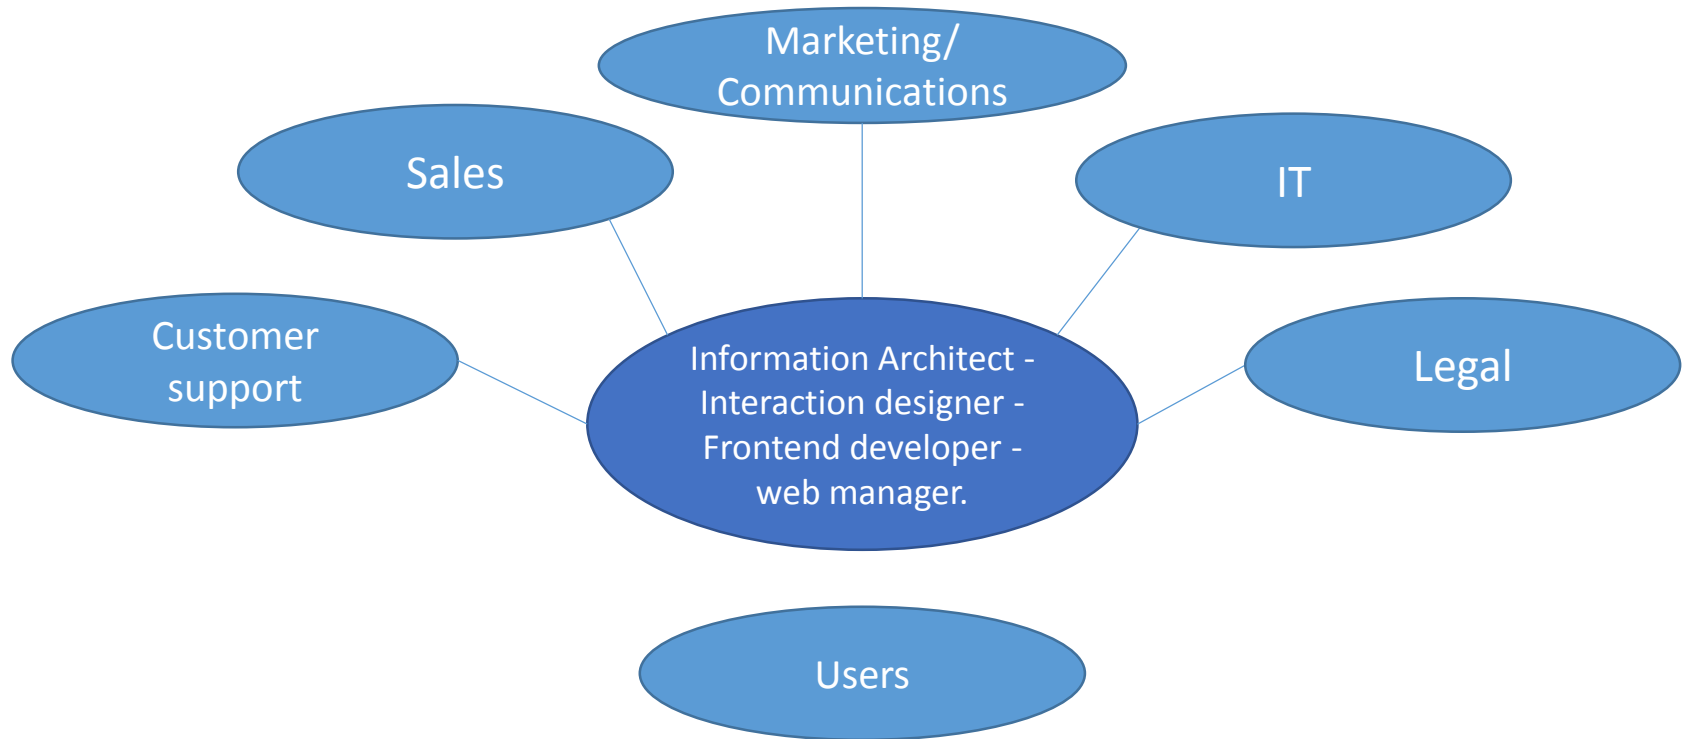 Marketing/
Communications
Sales
IT
Customer
support
Information Architect -
Interaction designer -
Frontend developer -
web manager.
Legal
Users